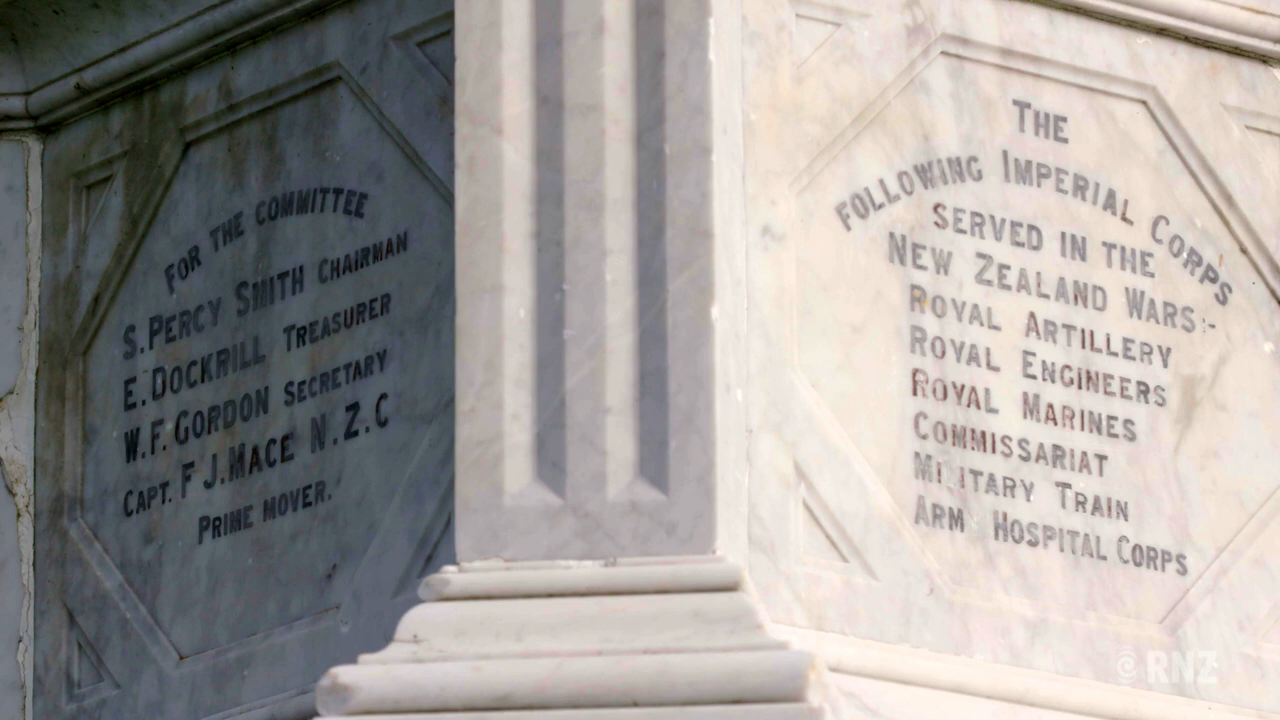 FOR THE COMMITTEE
S. PERCY SMITH CHAIRMAN
E. DOCKRILL TREASURER
W. F. GORDON SECRETARY
CAPT. F J. MACE N. Z. C
PRIME MOVER.
THE
FOLLOWING IMPERIAL CORPS
SERVED IN THE
NEW ZEALAND WARS:-
ROYAL ARTILLERY
ROYAL ENGINEERS
ROYAL MARINES
COMMISSARIAT
MILITARY TRAIN
ARM HOSPITAL CORPS
RNZ